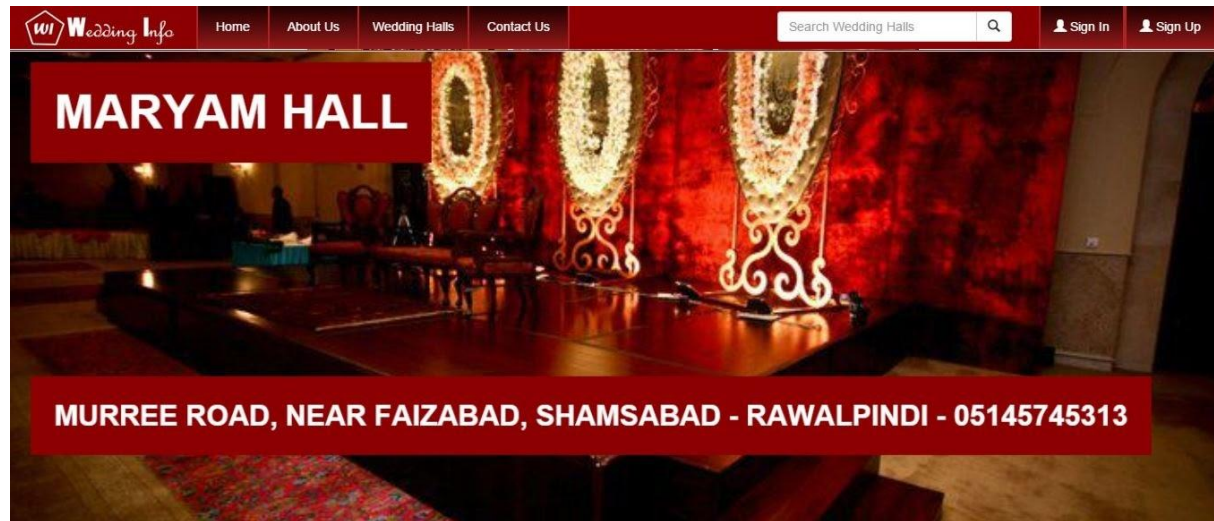 WI Wedding Info Home About Us Wedding Halls Contact Us Search Wedding Halls Sign In Sign Up
MARYAM HALL
MURREE ROAD, NEAR FAIZABAD, SHAMSABAD - RAWALPINDI - 05145745313